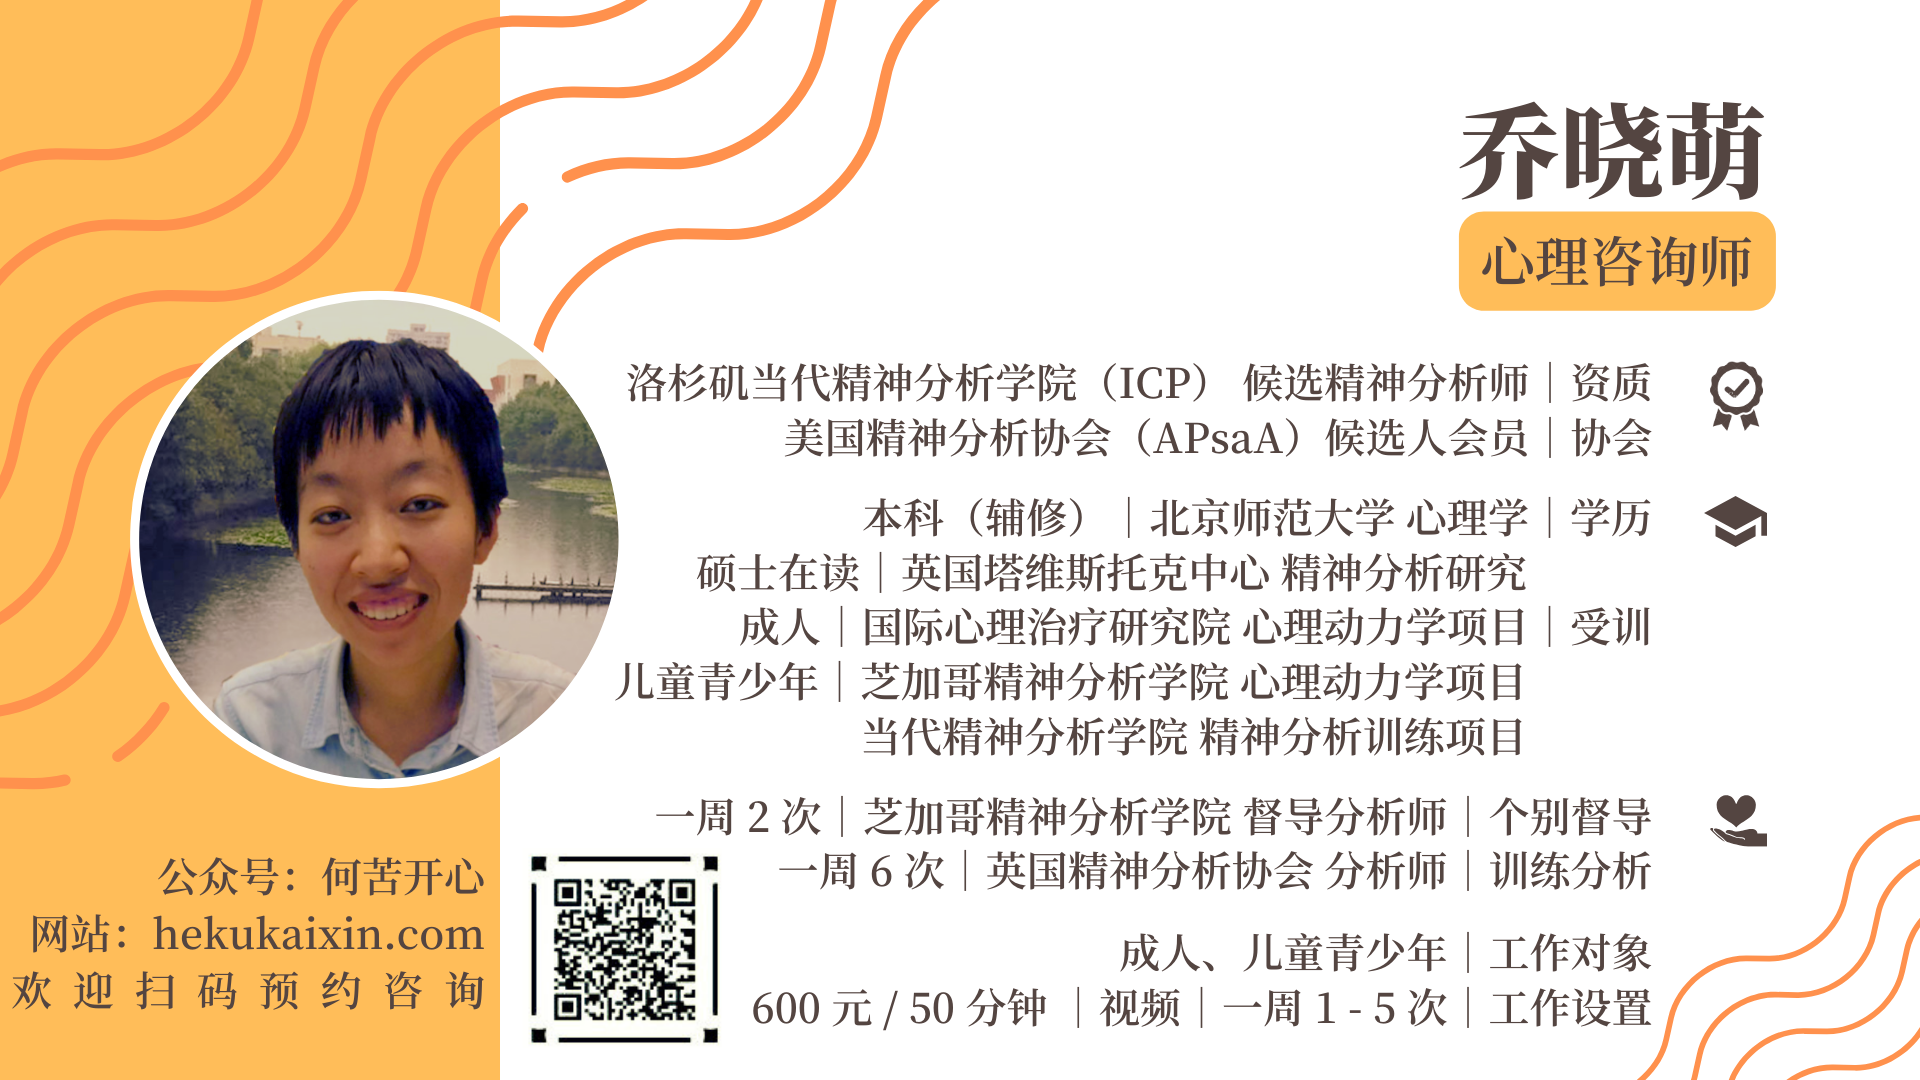 乔晓萌
心理咨询师
洛杉矶当代精神分析学院（ICP） 候选精神分析师｜资质
美国精神分析协会（APsaA）候选人会员｜协会
本科（辅修）｜北京师范大学 心理学｜学历
硕士在读｜英国塔维斯托克中心 精神分析研究
成人｜国际心理治疗研究院 心理动力学项目｜受训
儿童青少年｜芝加哥精神分析学院 心理动力学项目
当代精神分析学院 精神分析训练项目
一周 2 次｜芝加哥精神分析学院 督导分析师｜个别督导
一周 6 次｜英国精神分析协会 分析师｜训练分析
成人、儿童青少年｜工作对象
600 元 / 50 分钟 ｜视频｜一周 1 - 5 次｜工作设置
公众号：何苦开心
网站：hekukaixin.com
欢迎扫码预约咨询